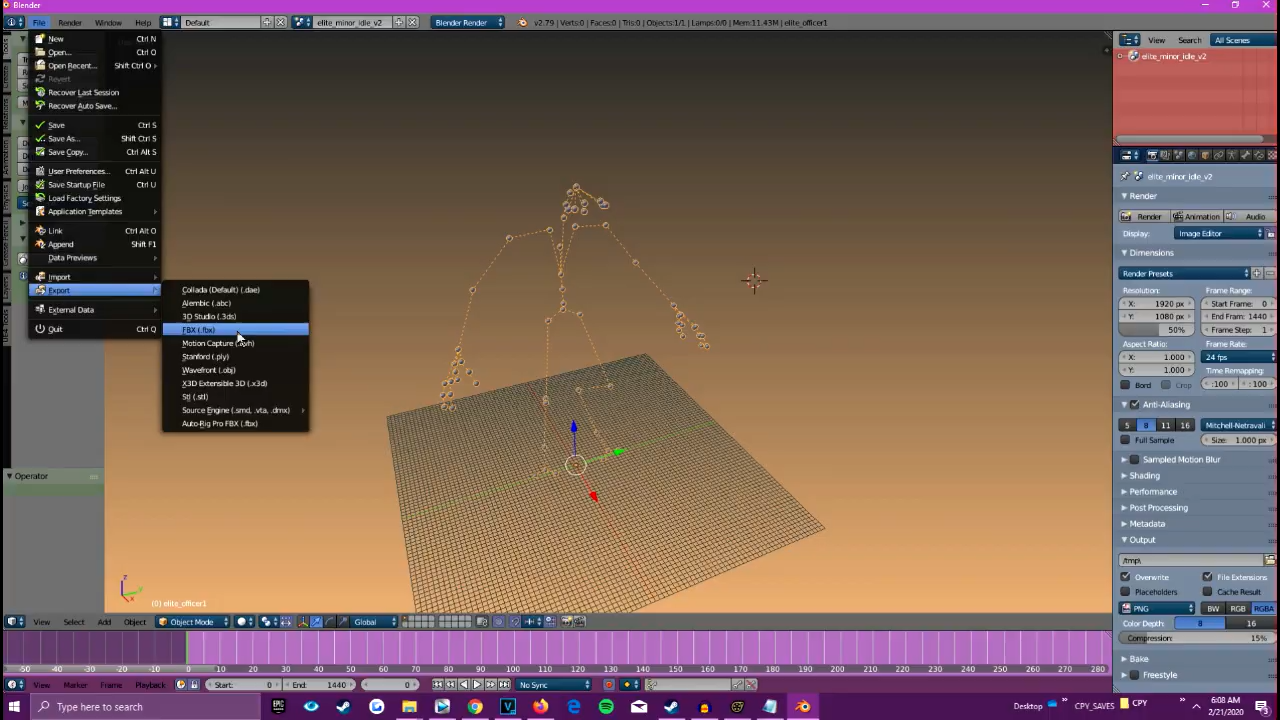 Blender
File Render Window Help Default elite_minor_idle_v2 Blender Render v2.79 | Verts:0 | Faces:0 | Tris:0 | Objects:1/1 | Lamps:0/0 | Mem:11.43M | elite_officer1
New Ctrl N
Open... Ctrl O
Open Recent... Shift Ctrl O
Revert
Recover Last Session
Recover Auto Save...
Save Ctrl S
Save As... Shift Ctrl S
Save Copy... Ctrl Alt S
User Preferences... Ctrl Alt U
Save Startup File Ctrl U
Load Factory Settings
Application Templates
Link Ctrl Alt O
Append Shift F1
Data Previews
Import
Export
External Data
Quit Ctrl Q
Collada (Default) (.dae)
Alembic (.abc)
3D Studio (.3ds)
FBX (.fbx)
Motion Capture
Stanford (.ply)
Wavefront (.obj)
X3D Extensible 3D (.x3d)
Stl (.stl)
Source Engine (.smd, .vta, .dmx)
Auto-Rig Pro FBX (.fbx)
Operator
z
x
(0) elite_officer1
View Search All Scenes
elite_minor_idle_v2
elite_minor_idle_v2
Render
Render Animation Audio
Display: Image Editor
Dimensions
Render Presets
Resolution: Frame Range:
X: 1920 px Start Frame: 0
Y: 1080 px End Fram: 1440
50% Frame Step: 1
Aspect Ratio: Frame Rate:
X: 1.000 24 fps
Y: 1.000 Time Remapping:
Bord Crop :100 :100
Anti-Aliasing
5 8 11 16 Mitchell-Netravali
Full Sample Size: 1.000 px
Sampled Motion Blur
Shading
Performance
Post Processing
Metadata
Output
/tmp\
Overwrite File Extensions
Placeholders Cache Result
PNG BW RGB RGBA
Color Depth: 8 16
Compression: 15%
Bake
Freestyle
View Select Add Object Object Mode Global
-50 -40 -30 -20 -10 0 10 20 30 40 50 60 70 80 90 100 110 120 130 140 150 160 170 180 190 200 210 220 230 240 250 260 270 280
View Marker Frame Playback Start: 0 End: 1440 0 No Sync
Type here to search
EPIC
Desktop CPY_SAVES CPY
6:08 AM
2/21/2020